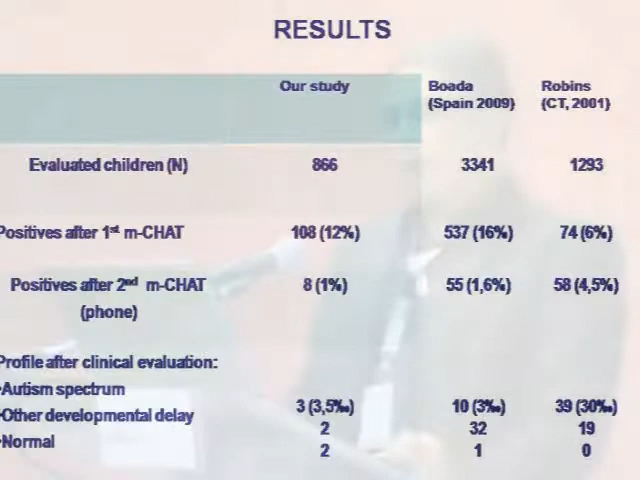 RESULTS
Our study Boada Robins
(Spain 2009) (CT, 2001)
Evaluated children (N) 866 3341 1293
Positives after 1st m-CHAT 108 (12%) 537 (16%) 74 (6%)
Positives after 2nd m-CHAT 8 (1%) 55 (1,6%) 58 (4,5%)
(phone)
Profile after clinical evaluation:
•Autism spectrum 3 (3,5‰) 10 (3‰) 39 (30‰)
•Other developmental delay 2 32 19
•Normal 2 1 0